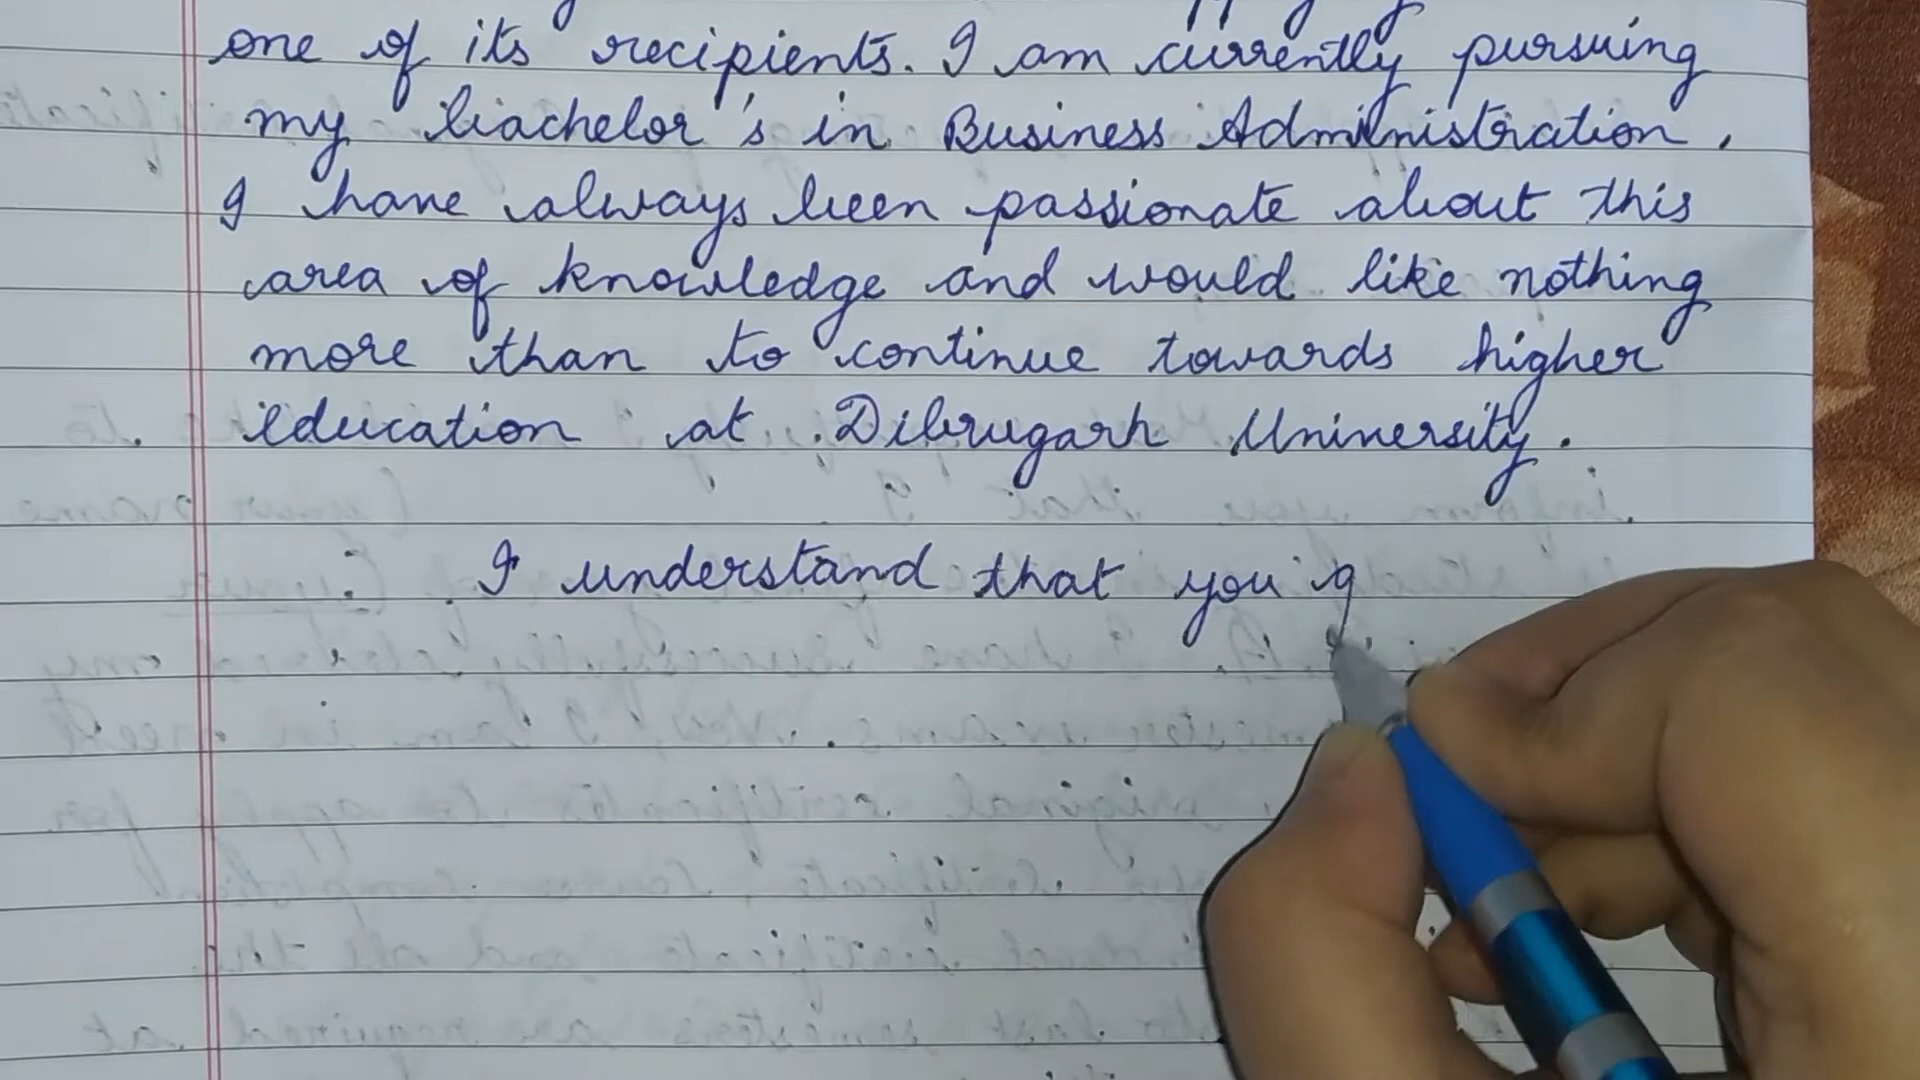 one of its recipients. I am currently pursuing
my bachelor's in Business Administration.
I have always been passionate about this
area of knowledge and would like nothing
more than to continue towards higher
education at Dibrugarh University.
I understand that you g